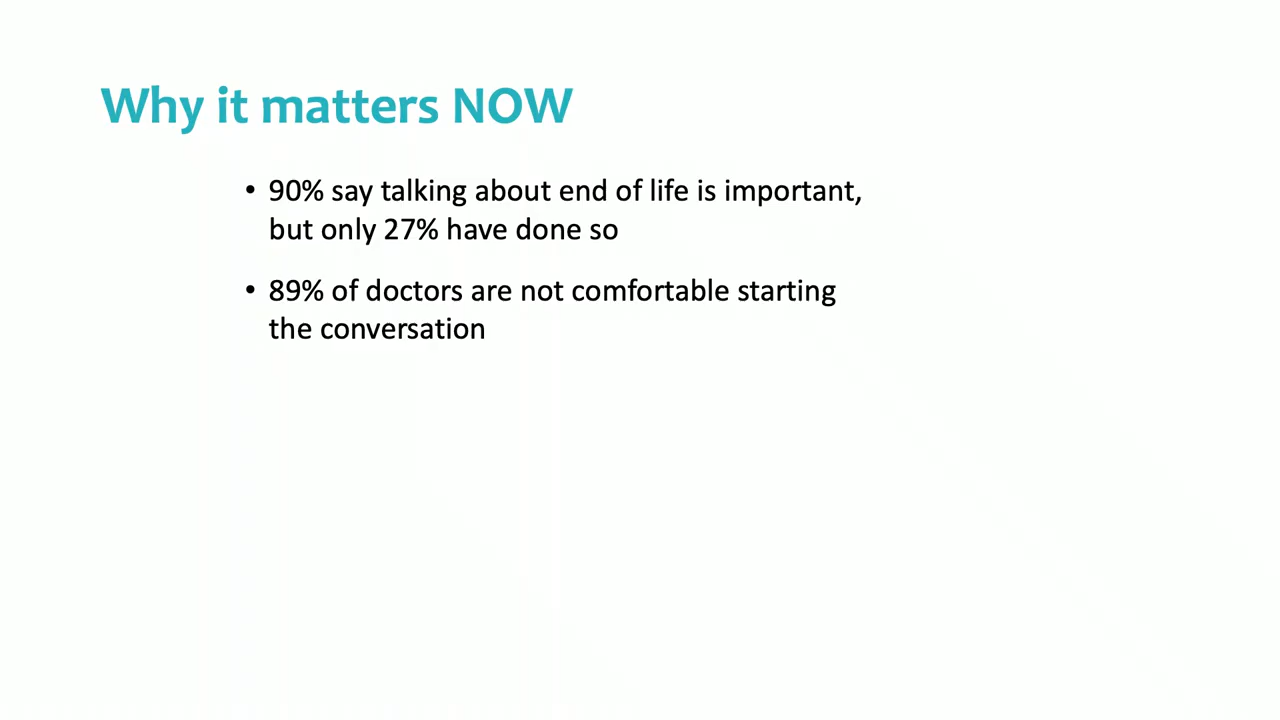 Why it matters NOW
• 90% say talking about end of life is important,
but only 27% have done so
• 89% of doctors are not comfortable starting
the conversation